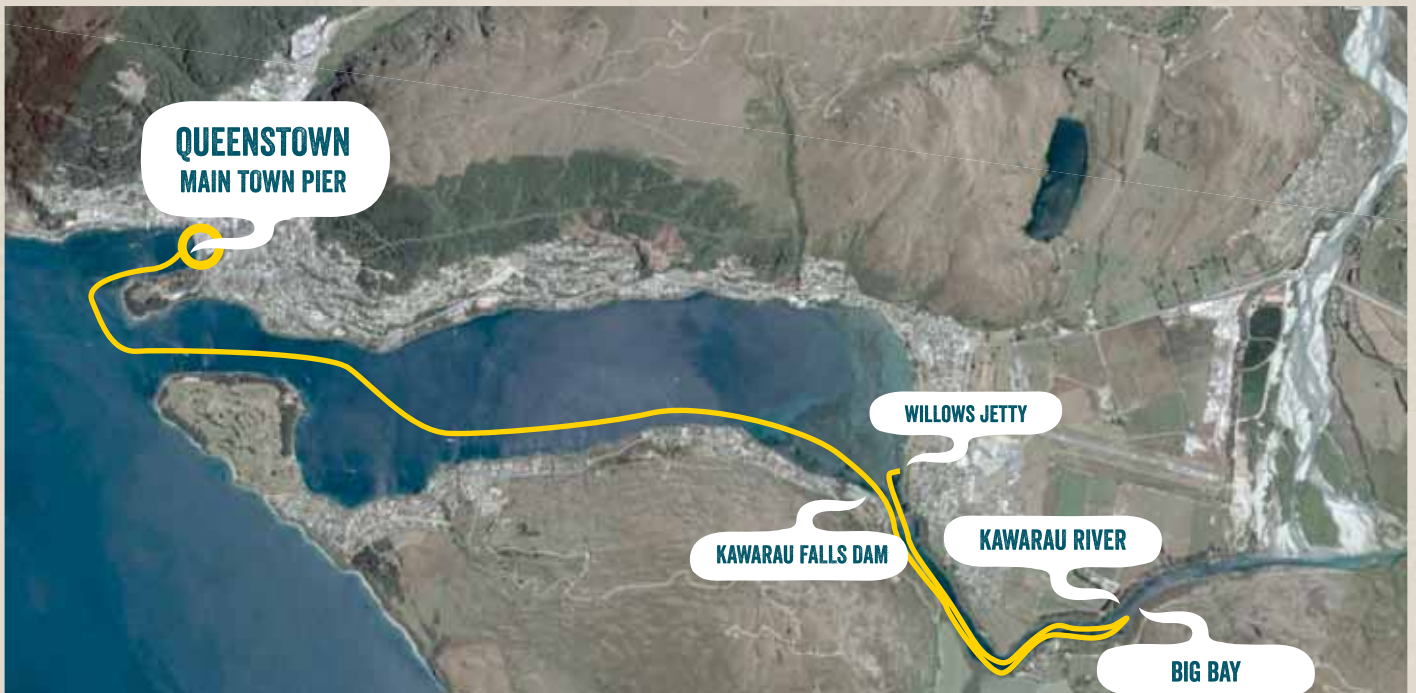 QUEENSTOWN
MAIN TOWN PIER
WILLOWS JETTY
KAWARAU FALLS DAM
KAWARAU RIVER
BIG BAY